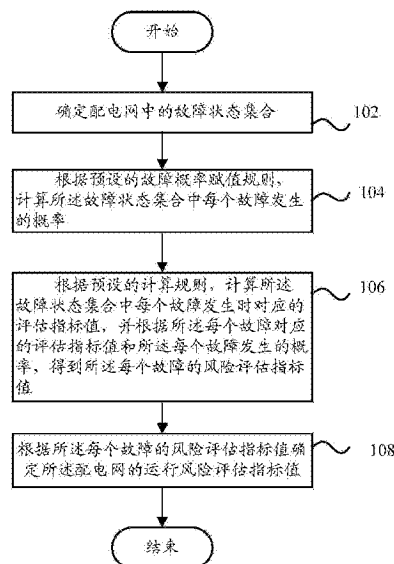 开始
确定配电网中的故障状态集合
102
根据预设的故障概率赋值规则,
计算所述故障状态集合中每个故障发生
的概率
104
根据预设的计算规则,计算所述
故障状态集合中每个故障发生时对应的
评估指标值,并根据所述每个故障对应
的评估指标值和所述每个故障发生的概
率,得到所述每个故障的风险评估指标
值
106
根据所述每个故障的风险评估指标值确
定所述配电网的运行风险评估指标值
108
结束